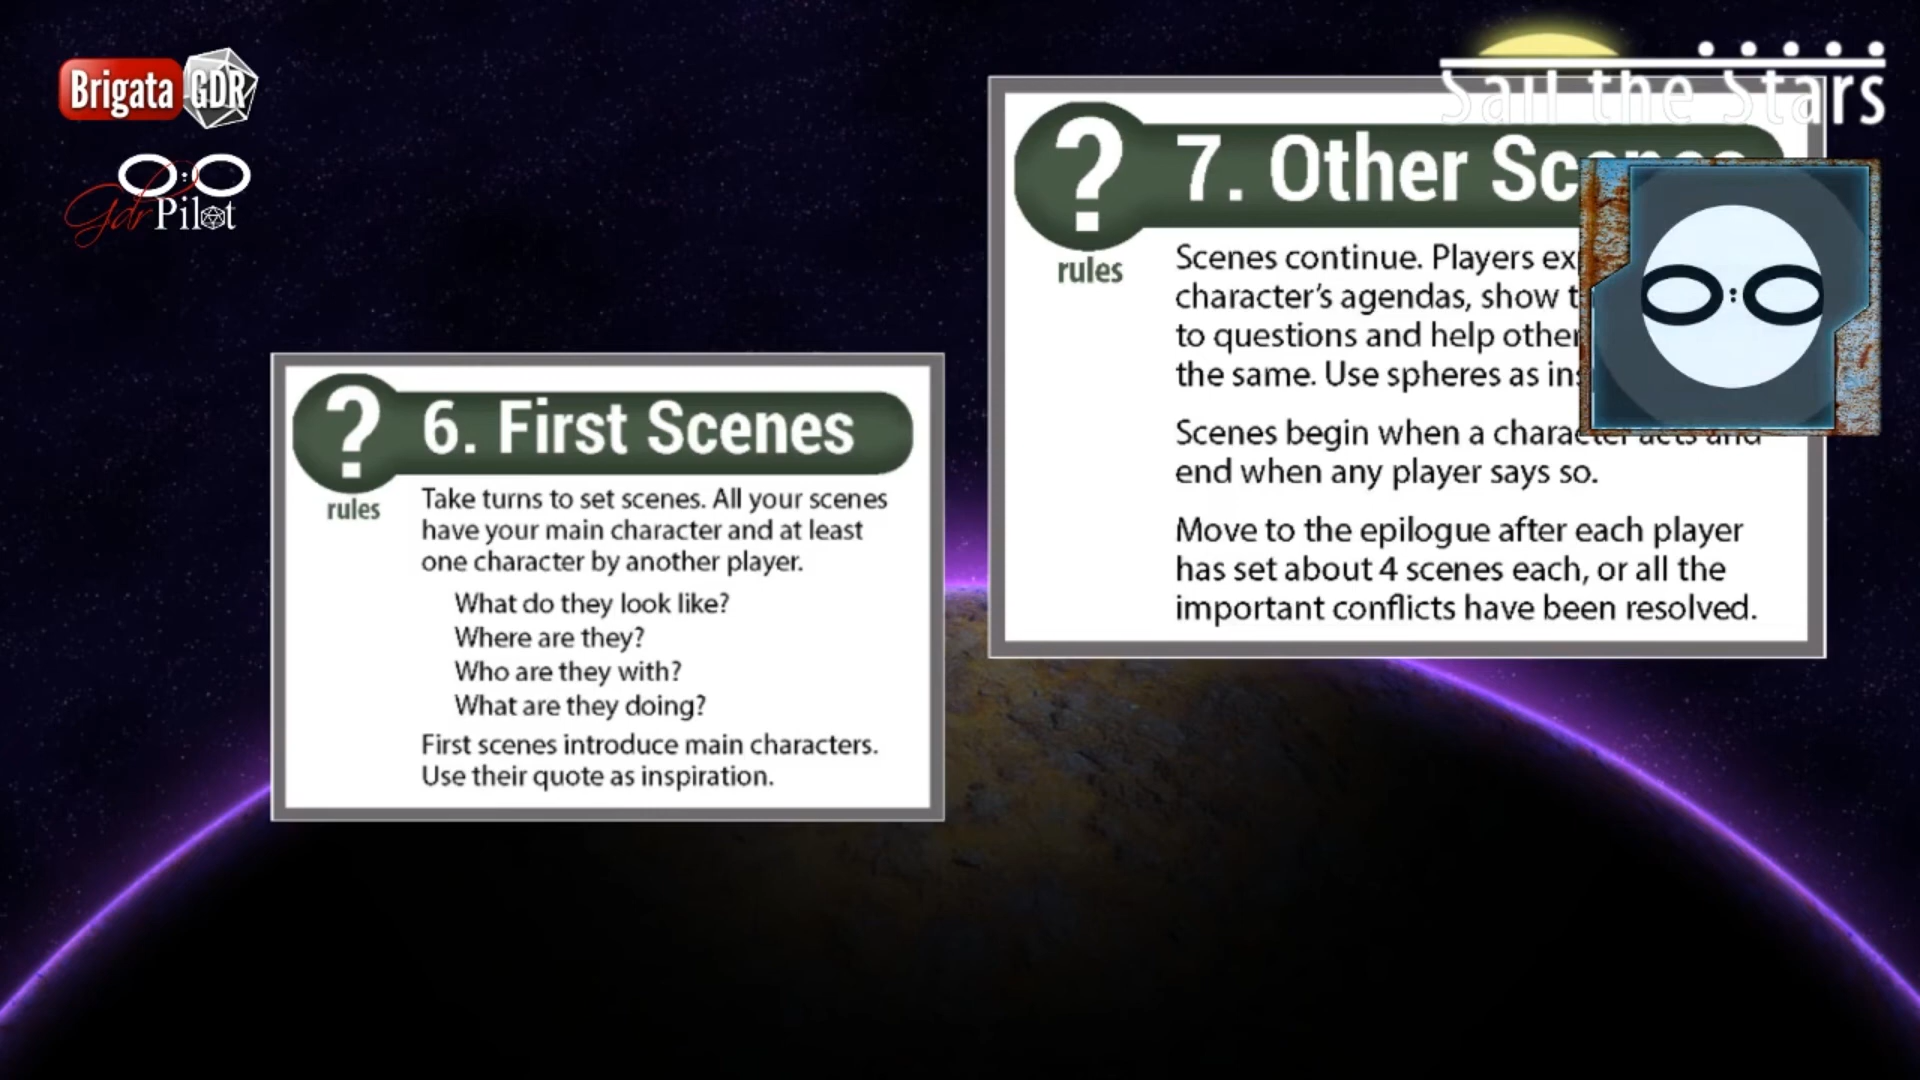 Brigata GDR
Gdr Pilot
Sail the Stars
?
rules
6. First Scenes
Take turns to set scenes. All your scenes
have your main character and at least
one character by another player.
What do they look like?
Where are they?
Who are they with?
What are they doing?
First scenes introduce main characters.
Use their quote as inspiration.
?
rules
7. Other
Scenes continue. Players
character's agendas, show
to questions and help
the same. Use spheres as
Scenes begin when a character acts and
end when any player says so.
Move to the epilogue after each player
has set about 4 scenes each, or all the
important conflicts have been resolved.